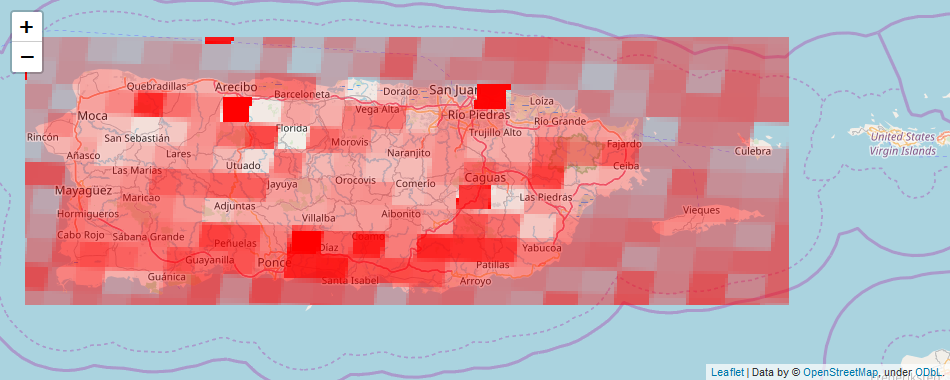 +
−
Quebradillas
Arecibo
Barceloneta
Dorado
San Juan
Loíza
Moca
Vega Alta
Río Piedras
Río Grande
Rincón
San Sebastián
Florida
Trujillo Alto
Morovis
Fajardo
United States
Virgin Islands
Añasco
Lares
Naranjito
Culebra
Las Marías
Utuado
Ceiba
Mayagüez
Jayuya
Orocovis
Comerio
Caguas
Maricao
Las Piedras
Hormigueros
Adjuntas
Villalba
Aibonito
Vieques
Cabo Rojo
Sábana Grande
Peñuelas
Díaz
Coamo
Yabucoa
Guayanilla
Ponce
Patillas
Guánica
Santa Isabel
Arroyo
Leaflet | Data by © OpenStreetMap, under ODbL.